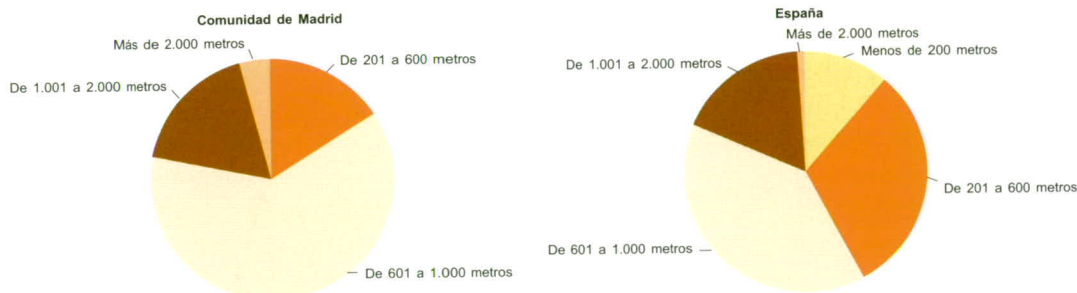 Comunidad de Madrid
Más de 2.000 metros
De 201 a 600 metros
De 1.001 a 2.000 metros
De 601 a 1.000 metros
España
Más de 2.000 metros
Menos de 200 metros
De 1.001 a 2.000 metros
De 201 a 600 metros
De 601 a 1.000 metros